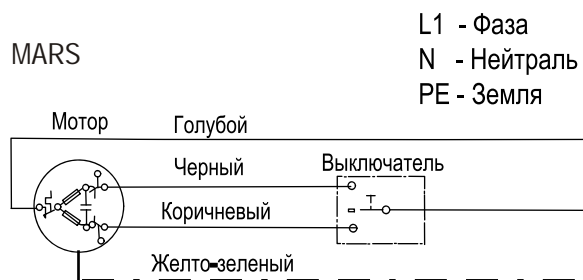 MARS
L1 - Фаза
N - Нейтраль
PE - Земля
Мотор
Голубой
Черный
Выключатель
Коричневый
Желто-зеленый